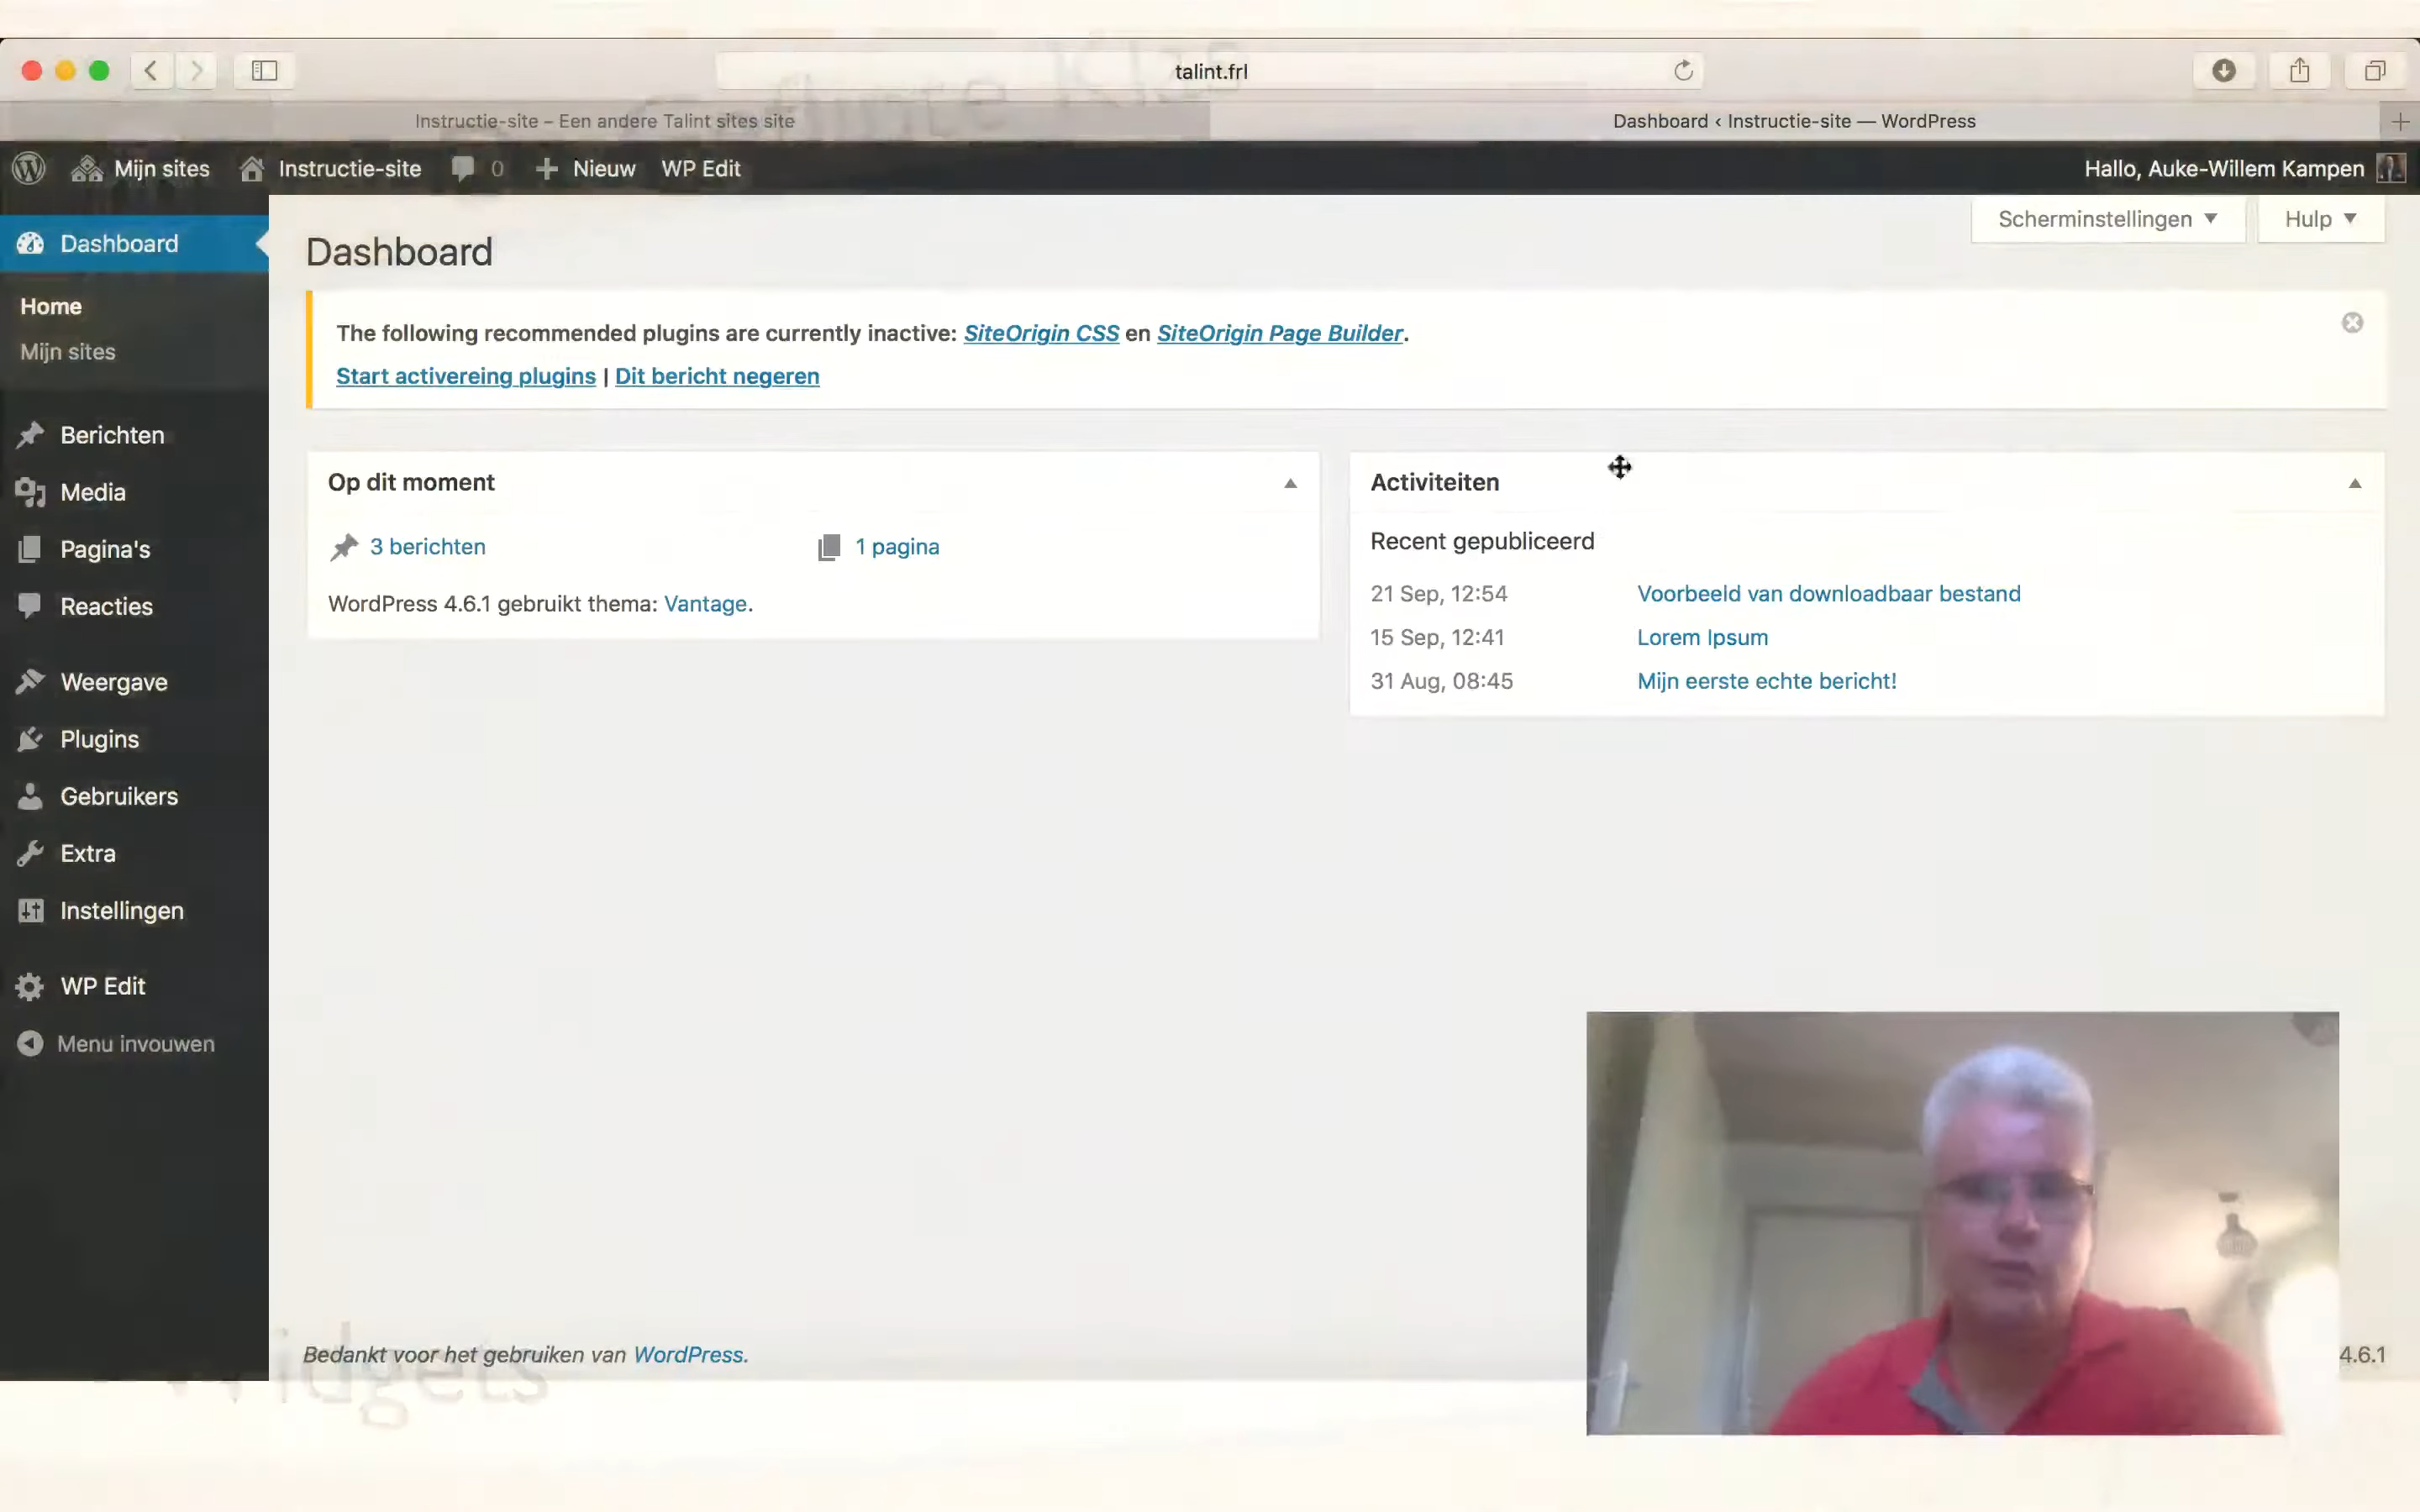 talint.frl
Instructie-site – Een andere Talint sites site
Dashboard ‹ Instructie-site — WordPress
Mijn sites
Instructie-site
0
Nieuw
WP Edit
Hallo, Auke-Willem Kampen
Dashboard
Home
Mijn sites
Berichten
Media
Pagina's
Reacties
Weergave
Plugins
Gebruikers
Extra
Instellingen
WP Edit
Menu invouwen
Scherminstellingen
Hulp
Dashboard
The following recommended plugins are currently inactive: SiteOrigin CSS en SiteOrigin Page Builder.
Start activereing plugins | Dit bericht negeren
Op dit moment
3 berichten
1 pagina
WordPress 4.6.1 gebruikt thema: Vantage.
Activiteiten
Recent gepubliceerd
21 Sep, 12:54 Voorbeeld van downloadbaar bestand
15 Sep, 12:41 Lorem Ipsum
31 Aug, 08:45 Mijn eerste echte bericht!
Bedankt voor het gebruiken van WordPress.
4.6.1
Widgets